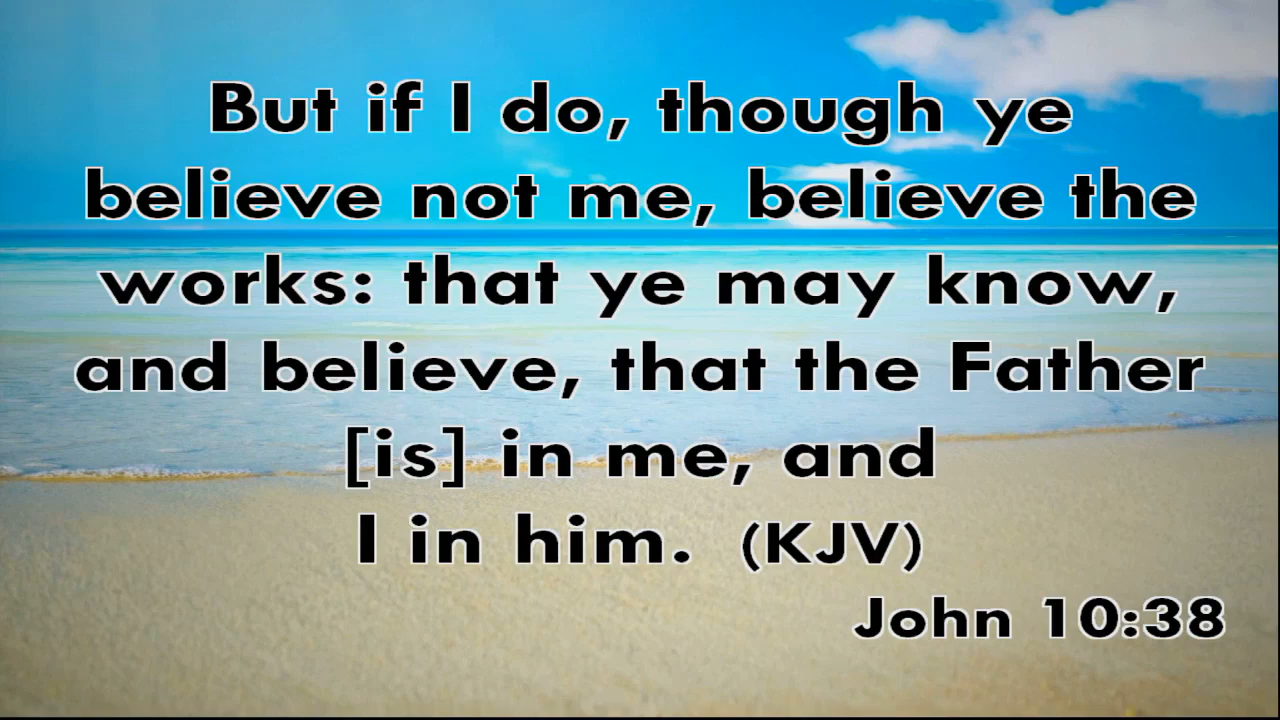 But if I do, though ye
believe not me, believe the
works: that ye may know,
and believe, that the Father
[is] in me, and
I in him. (KJV)
John 10:38